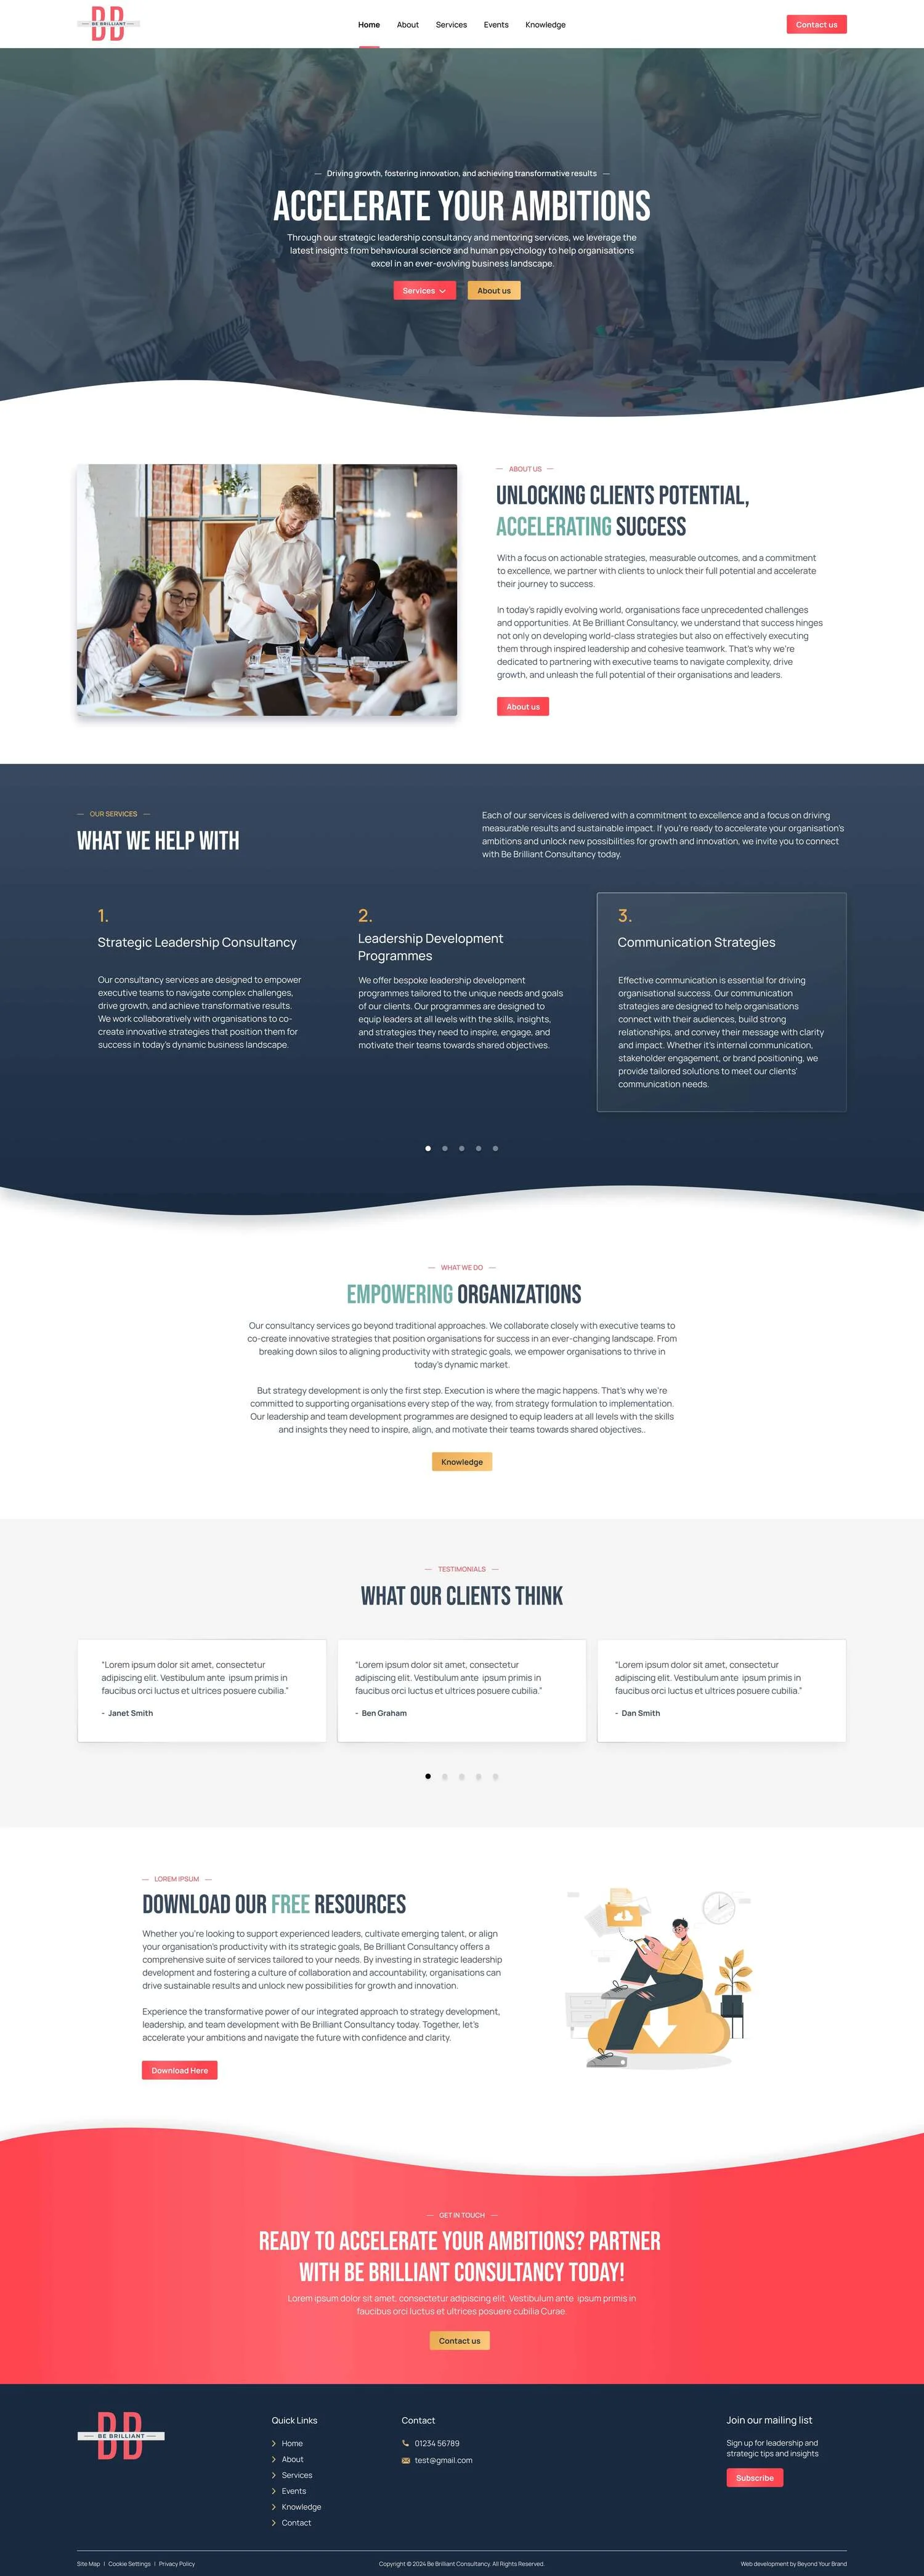 BE BRILLIANT
Home About Services Events Knowledge
Contact us
Driving growth, fostering innovation, and achieving transformative results
ACCELERATE YOUR AMBITIONS
Through our strategic leadership consultancy and mentoring services, we leverage the
latest insights from behavioural science and human psychology to help organisations
excel in an ever-evolving business landscape.
Services
About us
ABOUT US
UNLOCKING CLIENTS POTENTIAL,
ACCELERATING SUCCESS
With a focus on actionable strategies, measurable outcomes, and a commitment
to excellence, we partner with clients to unlock their full potential and accelerate
their journey to success.
In today's rapidly evolving world, organisations face unprecedented challenges
and opportunities. At Be Brilliant Consultancy, we understand that success hinges
not only on developing world-class strategies but also on effectively executing
them through inspired leadership and cohesive teamwork. That's why we're
dedicated to partnering with executive teams to navigate complexity, drive
growth, and unleash the full potential of their organisations and leaders.
About us
OUR SERVICES
WHAT WE HELP WITH
Each of our services is delivered with a commitment to excellence and a focus on driving
measurable results and sustainable impact. If you're ready to accelerate your organisation's
ambitions and unlock new possibilities for growth and innovation, we invite you to connect
with Be Brilliant Consultancy today.
1.
Strategic Leadership Consultancy
Our consultancy services are designed to empower
executive teams to navigate complex challenges,
drive growth, and achieve transformative results.
We work collaboratively with organisations to co-
create innovative strategies that position them for
success in today's dynamic business landscape.
2.
Leadership Development
Programmes
We offer bespoke leadership development
programmes tailored to the unique needs and goals
of our clients. Our programmes are designed to
equip leaders at all levels with the skills, insights,
and strategies they need to inspire, engage, and
motivate their teams towards shared objectives.
3.
Communication Strategies
Effective communication is essential for driving
organisational success. Our communication
strategies are designed to help organisations
connect with their audiences, build strong
relationships, and convey their message with clarity
and impact. Whether it's internal communication,
stakeholder engagement, or brand positioning, we
provide tailored solutions to meet our clients'
communication needs.
WHAT WE DO
EMPOWERING ORGANIZATIONS
Our consultancy services go beyond traditional approaches. We collaborate closely with executive teams to
co-create innovative strategies that position organisations for success in an ever-changing landscape. From
breaking down silos to aligning productivity with strategic goals, we empower organisations to thrive in
today's dynamic market.
But strategy development is only the first step. Execution is where the magic happens. That's why we're
committed to supporting organisations every step of the way, from strategy formulation to implementation.
Our leadership and team development programmes are designed to equip leaders at all levels with the skills
and insights they need to inspire, align, and motivate their teams towards shared objectives..
Knowledge
TESTIMONIALS
WHAT OUR CLIENTS THINK
“Lorem ipsum dolor sit amet, consectetur
adipiscing elit. Vestibulum ante ipsum primis in
faucibus orci luctus et ultrices posuere cubilia.”
- Janet Smith
“Lorem ipsum dolor sit amet, consectetur
adipiscing elit. Vestibulum ante ipsum primis in
faucibus orci luctus et ultrices posuere cubilia.”
- Ben Graham
“Lorem ipsum dolor sit amet, consectetur
adipiscing elit. Vestibulum ante ipsum primis in
faucibus orci luctus et ultrices posuere cubilia.”
- Dan Smith
LOREM IPSUM
DOWNLOAD OUR FREE RESOURCES
Whether you're looking to support experienced leaders, cultivate emerging talent, or align
your organisation's productivity with its strategic goals, Be Brilliant Consultancy offers a
comprehensive suite of services tailored to your needs. By investing in strategic leadership
development and fostering a culture of collaboration and accountability, organisations can
drive sustainable results and unlock new possibilities for growth and innovation.
Experience the transformative power of our integrated approach to strategy development,
leadership, and team development with Be Brilliant Consultancy today. Together, let's
accelerate your ambitions and navigate the future with confidence and clarity.
Download Here
GET IN TOUCH
READY TO ACCELERATE YOUR AMBITIONS? PARTNER
WITH BE BRILLIANT CONSULTANCY TODAY!
Lorem ipsum dolor sit amet, consectetur adipiscing elit. Vestibulum ante ipsum primis in
faucibus orci luctus et ultrices posuere cubilia Curae
Contact us
BE BRILLIANT
Quick Links
Home
About
Services
Events
Knowledge
Contact
Contact
01234 56789
test@gmail.com
Join our mailing list
Sign up for leadership and
strategic tips and insights
Subscribe
Site Map | Cookie Settings | Privacy Policy
Copyright © 2024 Be Brilliant Consultancy. All Rights Reserved.
Web development by Beyond Your Brand